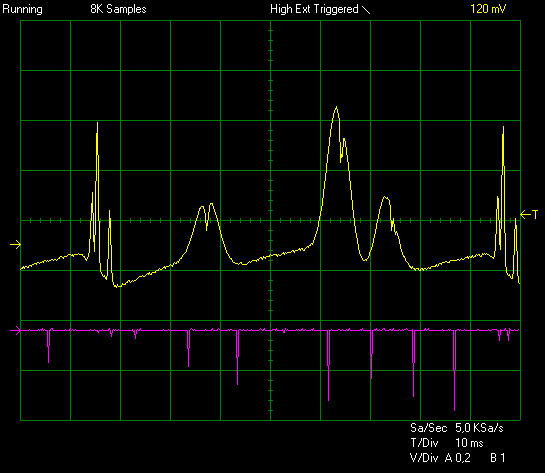 Running 8K Samples High Ext Triggered \ 120 mV
T
Sa/Sec 5,0 KSa/s
T/Div 10 ms
V/Div A 0,2 B 1